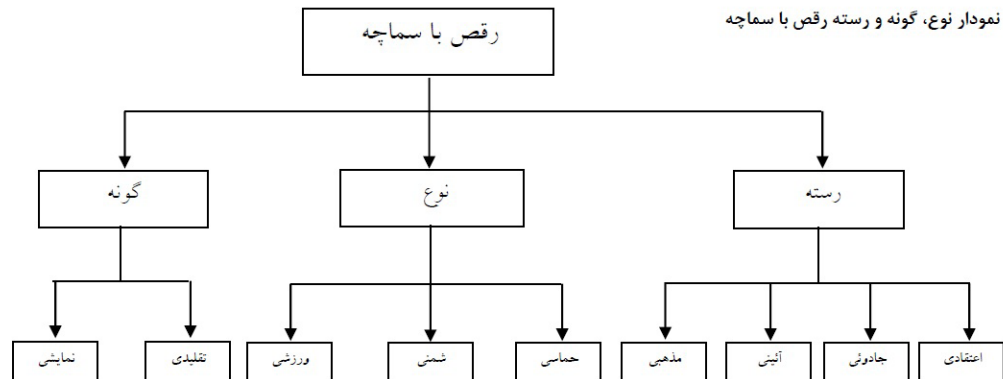 نمودار نوع، گونه و رسته رقص با سماچه
رقص با سماچه
رسته
نوع
گونه
اعتقادی
جادوئی
آئینی
مذهبی
حماسی
شمنی
ورزشی
تقلیدی
نمایشی